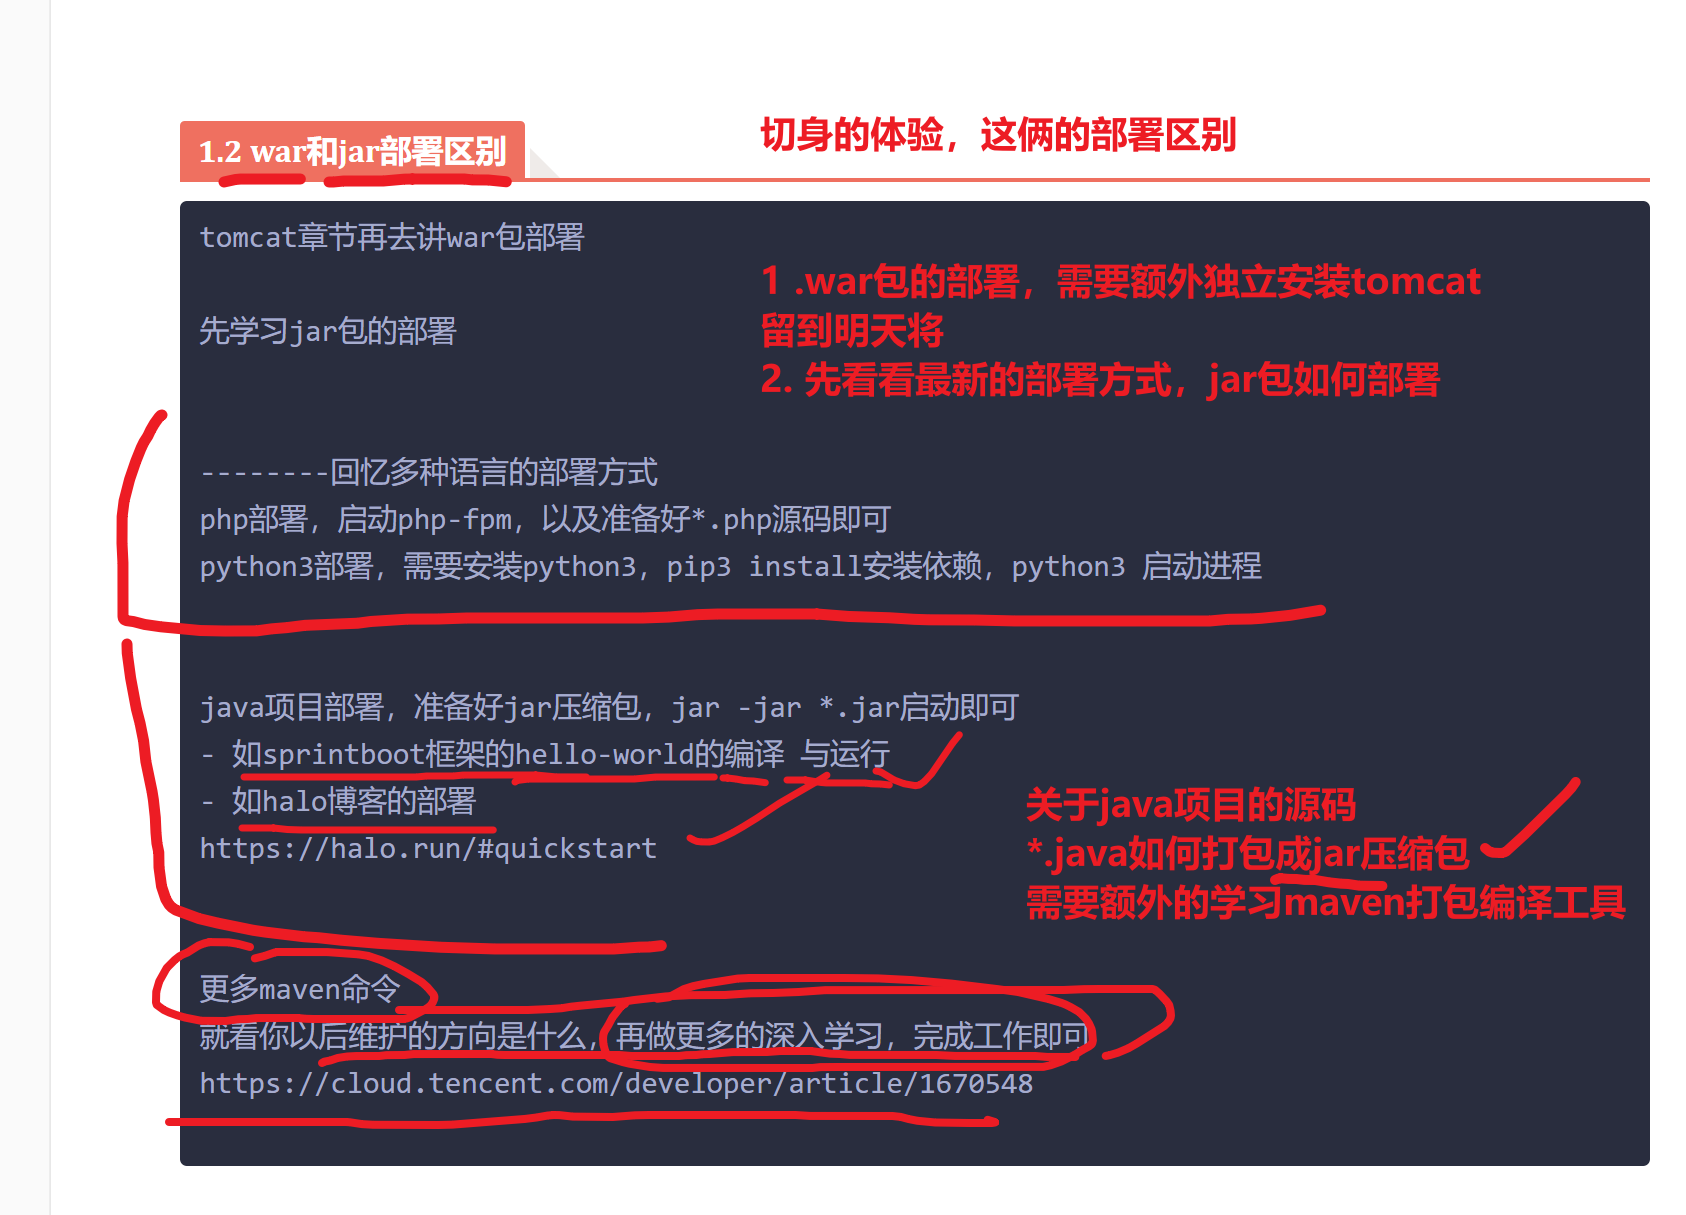 切身的体验，这俩的部署区别
1.2 war和jar部署区别
tomcat章节再去讲war包部署
1 .war包的部署，需要额外独立安装tomcat
先学习jar包的部署
留到明天将
2. 先看看最新的部署方式，jar包如何部署
--------回忆多种语言的部署方式
php部署，启动php-fpm，以及准备好*.php源码即可
python3部署，需要安装python3，pip3 install安装依赖，python3 启动进程
java项目部署，准备好jar压缩包，jar -jar *.jar启动即可
- 如sprintboot框架的hello-world的编译 与运行
- 如halo博客的部署
https://halo.run/#quickstart
关于java项目的源码
*.java如何打包成jar压缩包
需要额外的学习maven打包编译工具
更多maven命令
就看你以后维护的方向是什么，再做更多的深入学习，完成工作即可
https://cloud.tencent.com/developer/article/1670548